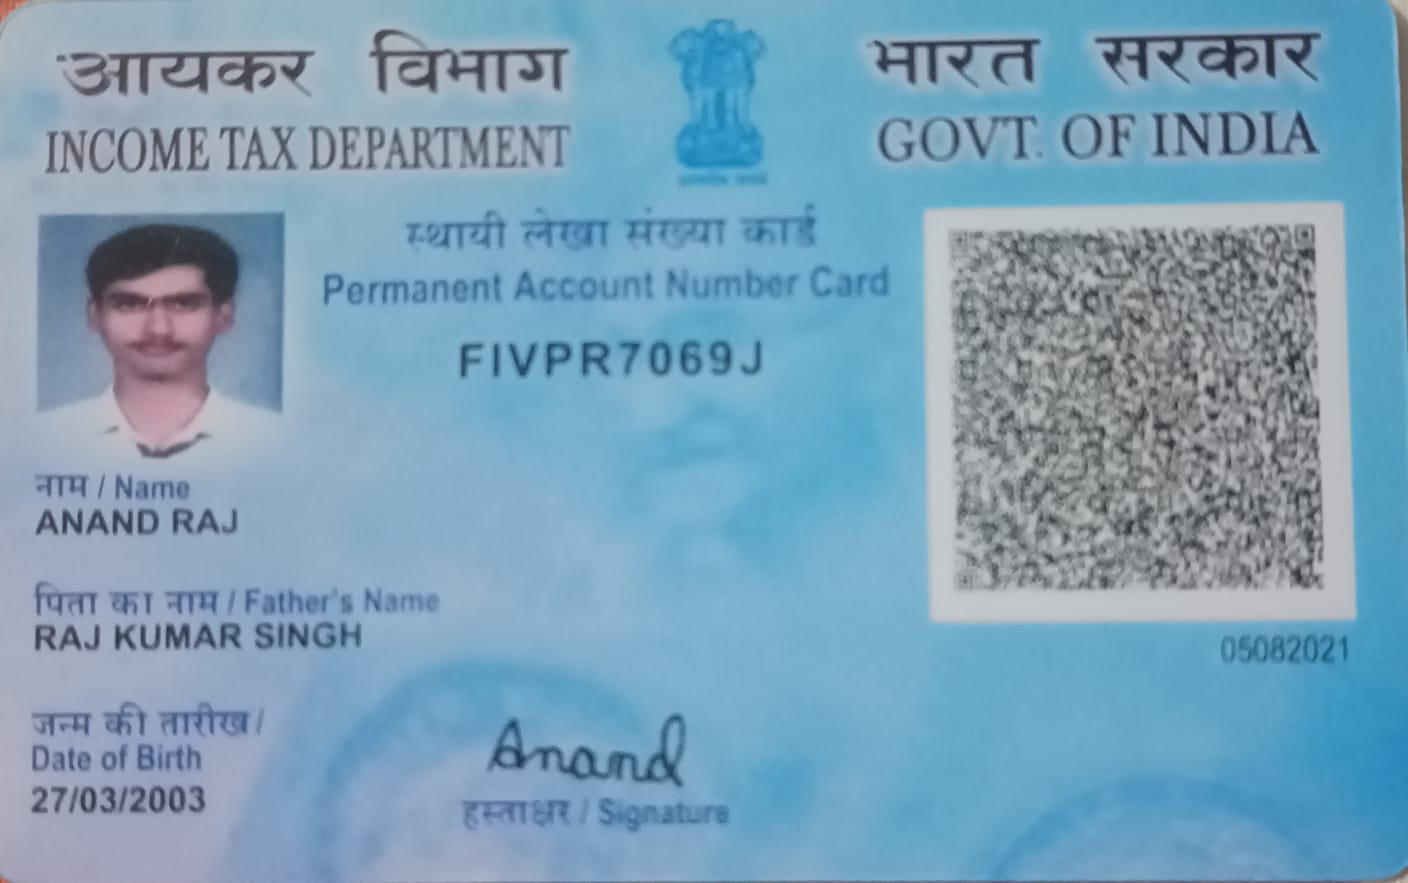 आयकर विभाग
INCOME TAX DEPARTMENT
भारत सरकार
GOVT. OF INDIA
स्थायी लेखा संख्या कार्ड
Permanent Account Number Card
FIVPR7069J
नाम / Name
ANAND RAJ
पिता का नाम / Father's Name
RAJ KUMAR SINGH
05082021
जन्म की तारीख /
Date of Birth
27/03/2003
Anand
हस्ताक्षर / Signature